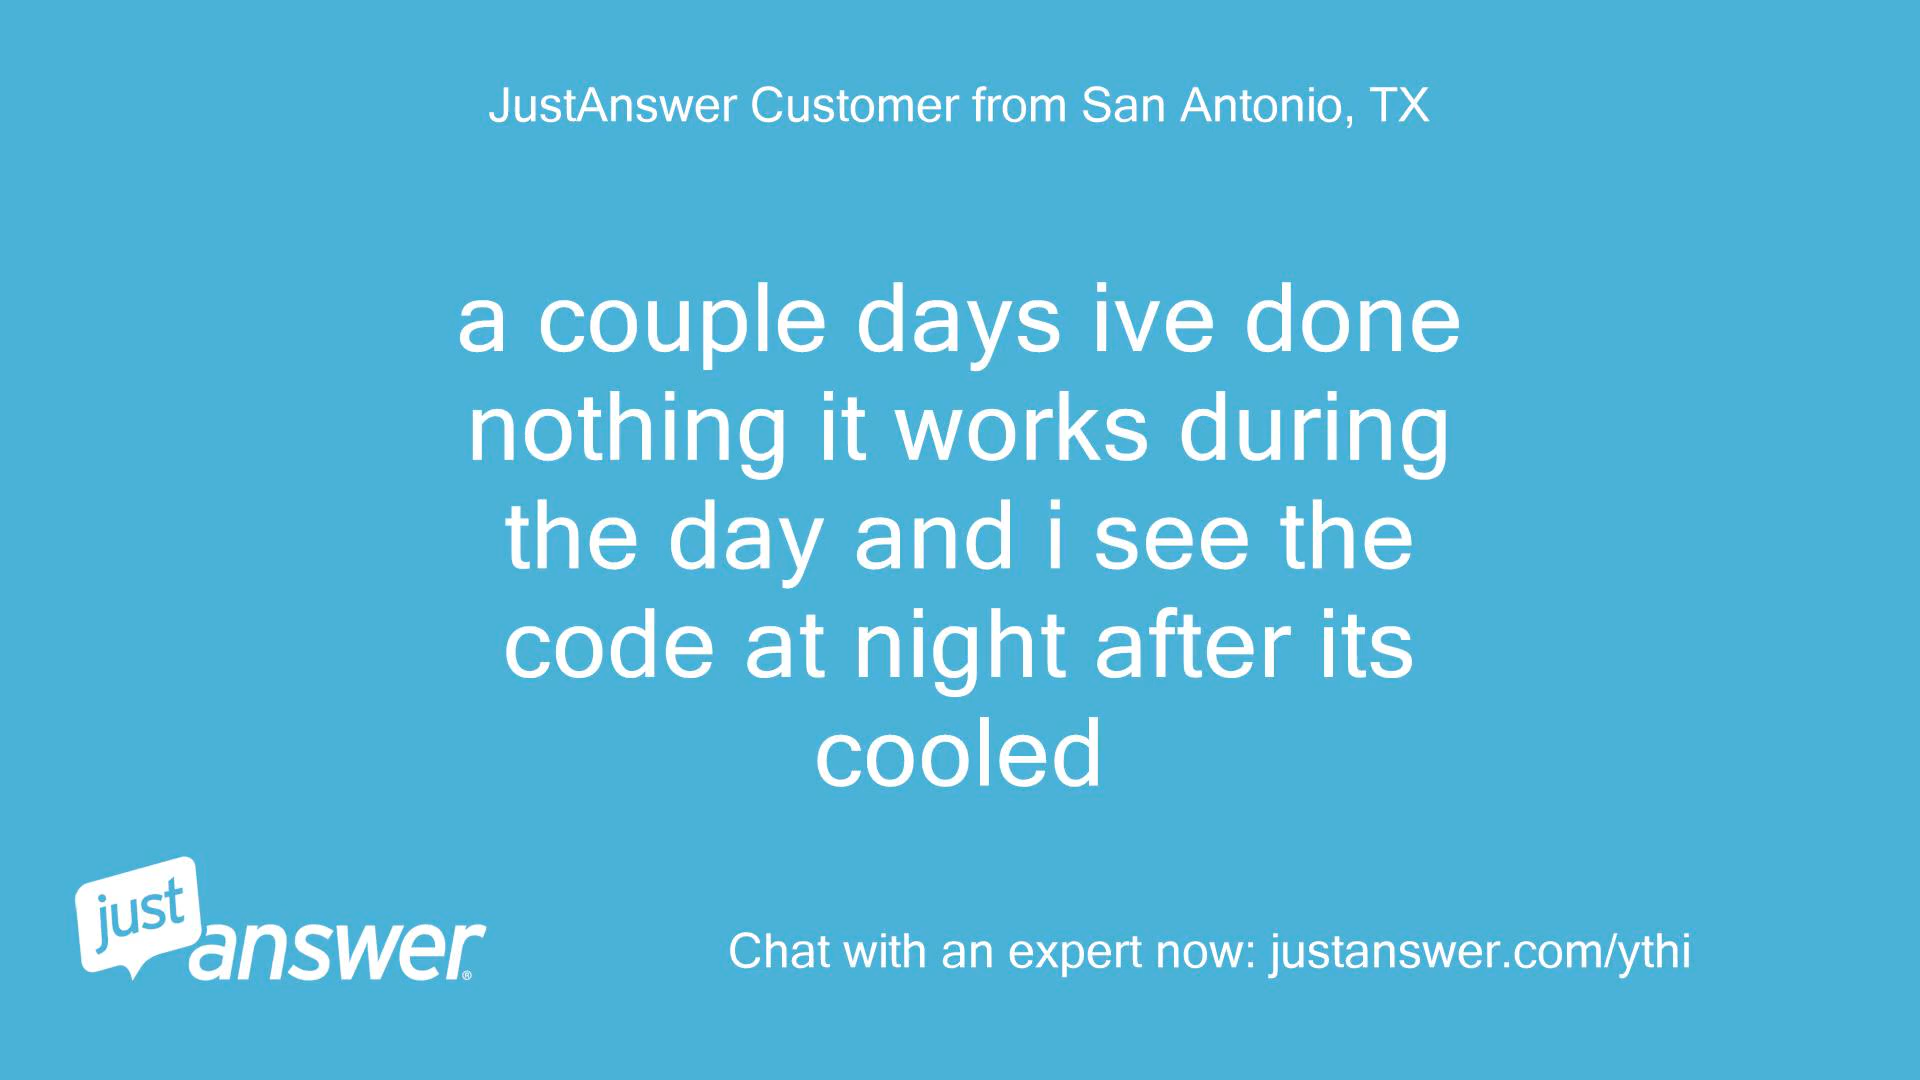 JustAnswer Customer from San Antonio, TX
a couple days ive done
nothing it works during
the day and i see the
code at night after its
cooled
just
answer®
Chat with an expert now: justanswer.com/ythi